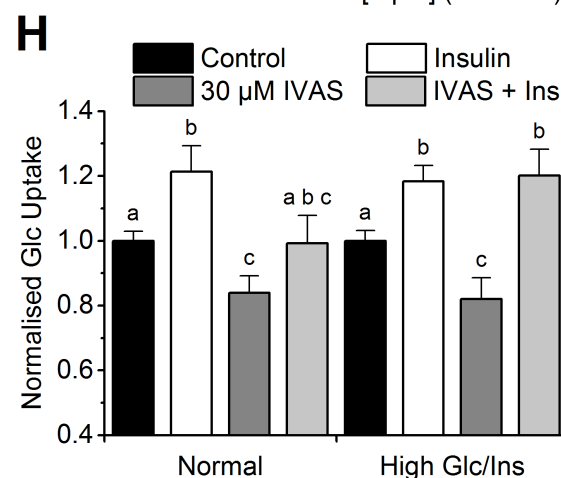 H
Control
Insulin
30 µM IVAS
IVAS + Ins
Normalised Glc Uptake
1.4
1.2
1.0
0.8
0.6
0.4
a
b
c
a b c
a
b
c
b
Normal
High Glc/Ins